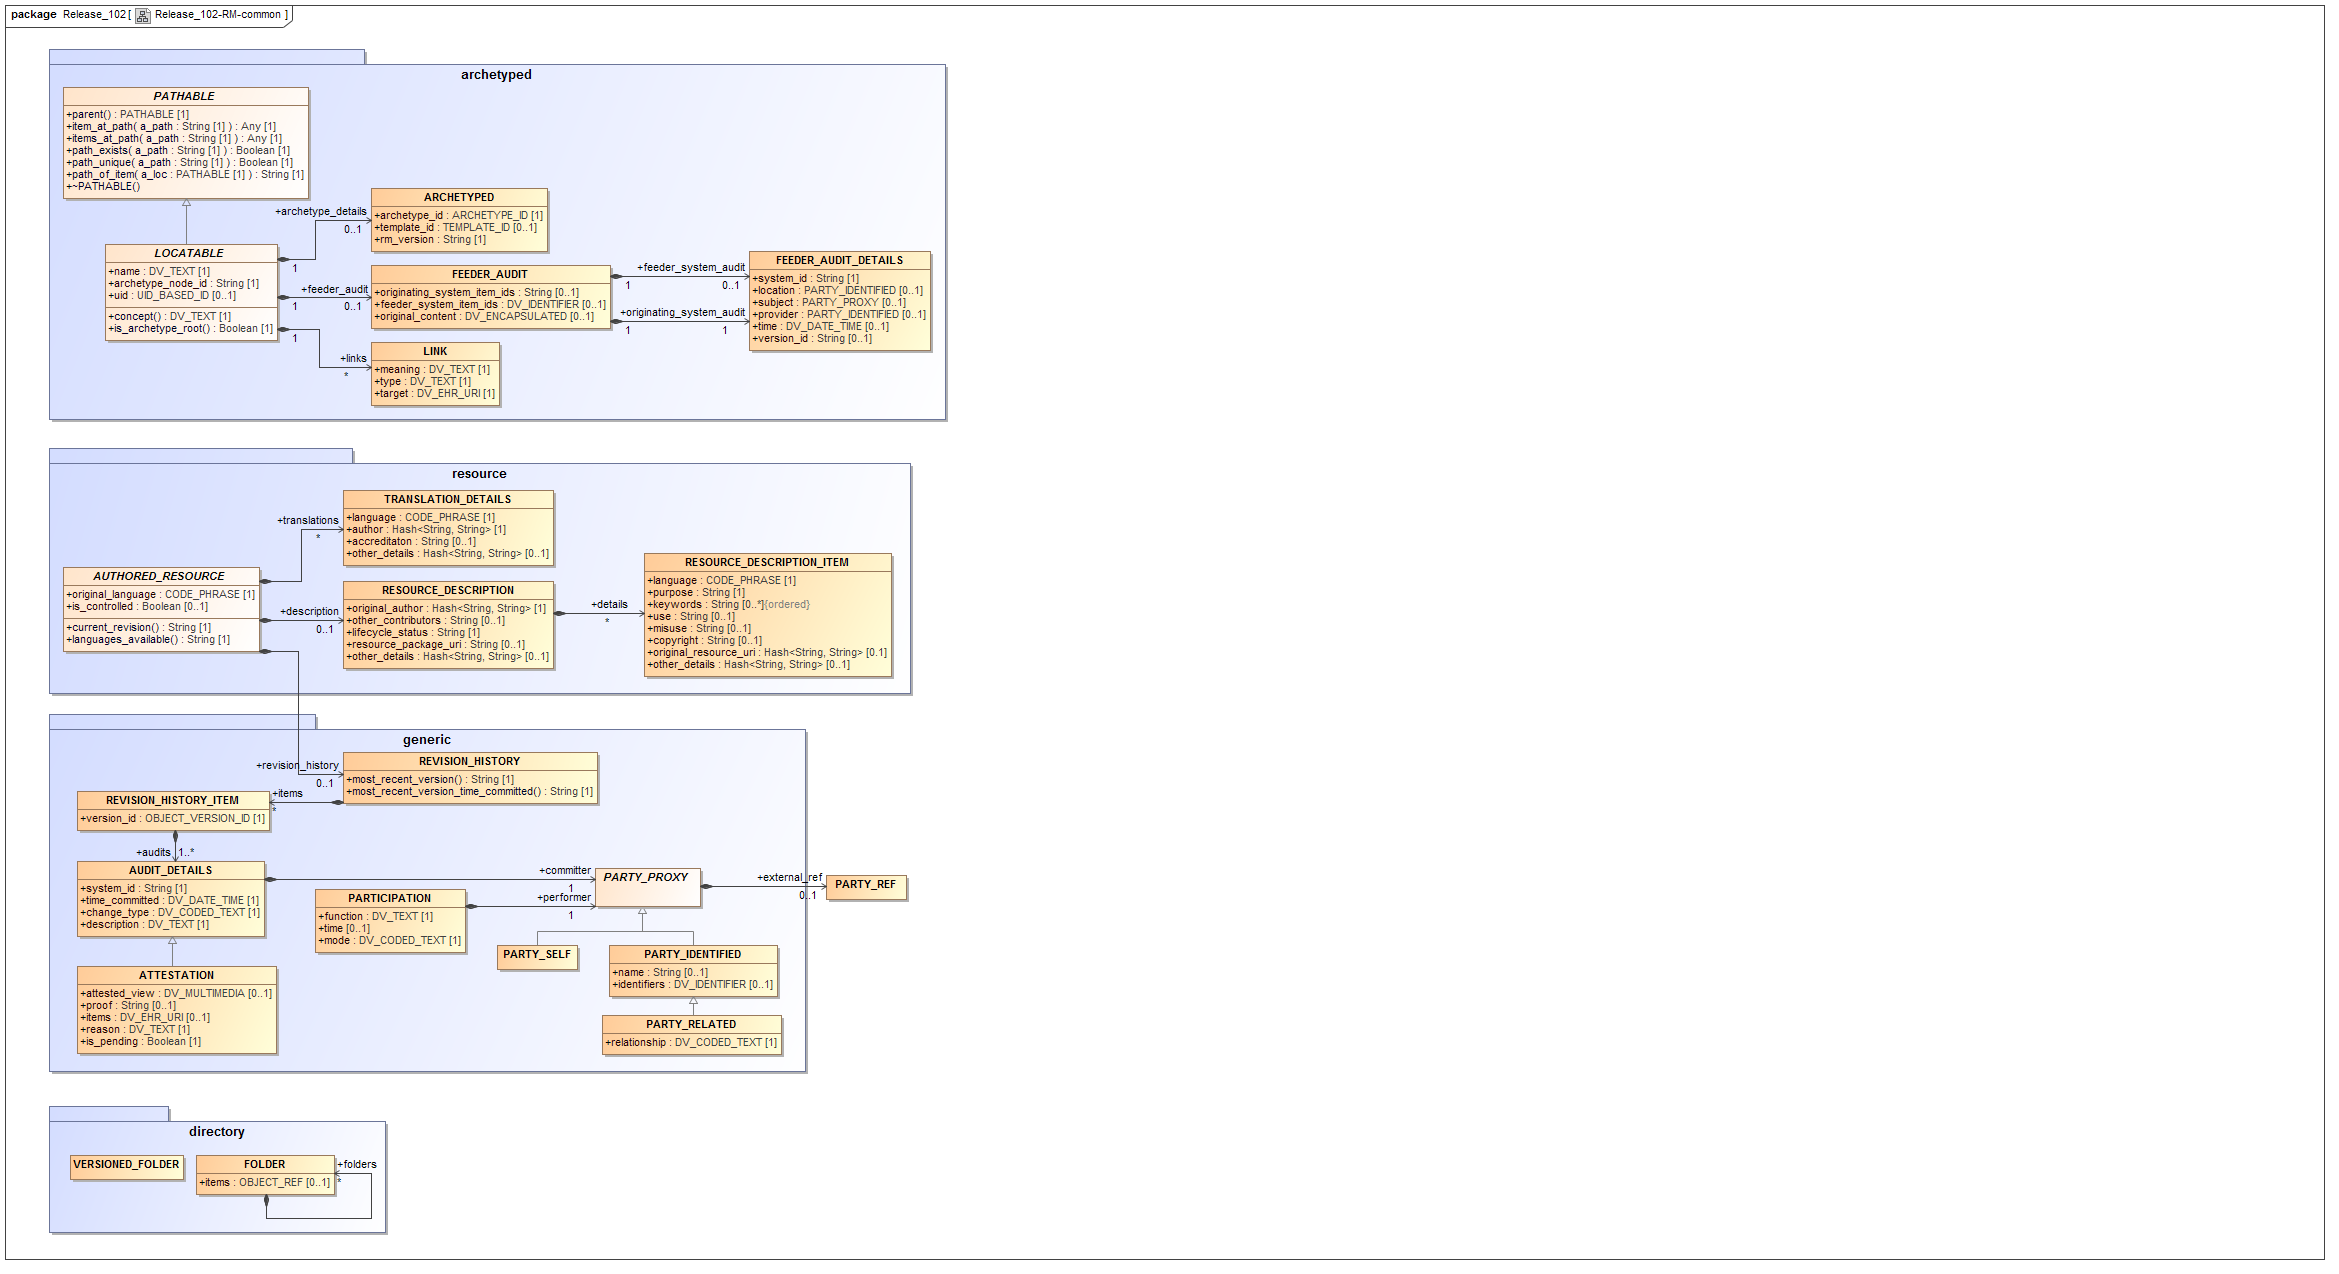 package Release_102 [ Release_102-RM-common ]
archetyped
PATHABLE
+parent() : PATHABLE [1]
+item_at_path( a_path : String [1] ) : Any [1]
+items_at_path( a_path : String [1] ) : Any [1]
+path_exists( a_path : String [1] ) : Boolean [1]
+path_unique( a_path : String [1] ) : Boolean [1]
+path_of_item( a_loc : PATHABLE [1] ) : String [1]
+~PATHABLE()
LOCATABLE
+name : DV_TEXT [1]
+archetype_node_id : String [1]
+uid : UID_BASED_ID [0..1]
+concept() : DV_TEXT [1]
+is_archetype_root() : Boolean [1]
+archetype_details
0..1
1
+feeder_audit
0..1
1
+links
*
1
ARCHETYPED
+archetype_id : ARCHETYPE_ID [1]
+template_id : TEMPLATE_ID [0..1]
+rm_version : String [1]
FEEDER_AUDIT
+originating_system_item_ids : String [0..1]
+feeder_system_item_ids : DV_IDENTIFIER [0..1]
+original_content : DV_ENCAPSULATED [0..1]
LINK
+meaning : DV_TEXT [1]
+type : DV_TEXT [1]
+target : DV_EHR_URI [1]
+feeder_system_audit
1
0..1
+originating_system_audit
1
1
FEEDER_AUDIT_DETAILS
+system_id : String [1]
+location : PARTY_IDENTIFIED [0..1]
+subject : PARTY_PROXY [0..1]
+provider : PARTY_IDENTIFIED [0..1]
+time : DV_DATE_TIME [0..1]
+version_id : String [0..1]
resource
AUTHORED_RESOURCE
+original_language : CODE_PHRASE [1]
+is_controlled : Boolean [0..1]
+current_revision() : String [1]
+languages_available() : String [1]
+translations
*
+description
0..1
TRANSLATION_DETAILS
+language : CODE_PHRASE [1]
+author : Hash<String, String> [1]
+accreditaton : String [0..1]
+other_details : Hash<String, String> [0..1]
RESOURCE_DESCRIPTION
+original_author : Hash<String, String> [1]
+other_contributors : String [0..1]
+lifecycle_status : String [1]
+resource_package_uri : String [0..1]
+other_details : Hash<String, String> [0..1]
+details
*
RESOURCE_DESCRIPTION_ITEM
+language : CODE_PHRASE [1]
+purpose : String [1]
+keywords : String [0..*]{ordered}
+use : String [0..1]
+misuse : String [0..1]
+copyright : String [0..1]
+original_resource_uri : Hash<String, String> [0.1]
+other_details : Hash<String, String> [0..1]
generic
+revision_history
0..1
REVISION_HISTORY
+most_recent_version() : String [1]
+most_recent_version_time_committed() : String [1]
+items
*
REVISION_HISTORY_ITEM
+version_id : OBJECT_VERSION_ID [1]
+audits
1..*
AUDIT_DETAILS
+system_id : String [1]
+time_committed : DV_DATE_TIME [1]
+change_type : DV_CODED_TEXT [1]
+description : DV_TEXT [1]
ATTESTATION
+attested_view : DV_MULTIMEDIA [0..1]
+proof : String [0..1]
+items : DV_EHR_URI [0..1]
+reason : DV_TEXT [1]
+is_pending : Boolean [1]
PARTICIPATION
+function : DV_TEXT [1]
+time [0..1]
+mode : DV_CODED_TEXT [1]
+committer
1
+performer
1
PARTY_PROXY
+external_ref
0..1
PARTY_REF
PARTY_SELF
PARTY_IDENTIFIED
+name : String [0..1]
+identifiers : DV_IDENTIFIER [0..1]
PARTY_RELATED
+relationship : DV_CODED_TEXT [1]
directory
VERSIONED_FOLDER
FOLDER
+items : OBJECT_REF [0..1]
+folders
*